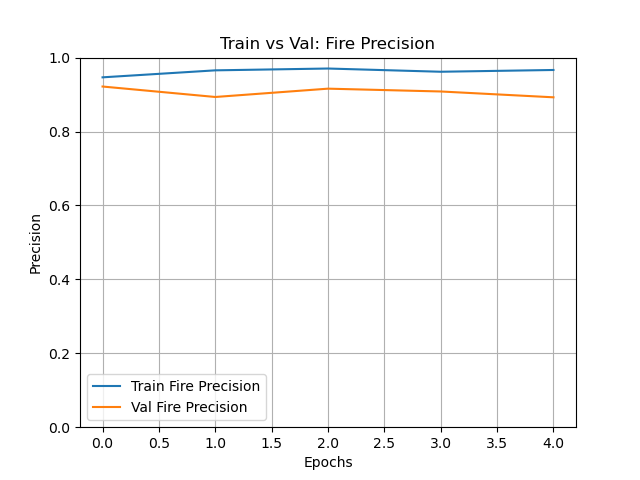 Train vs Val: Fire Precision
1.0
0.8
0.6
0.4
0.2
0.0
Precision
Train Fire Precision
Val Fire Precision
0.0 0.5 1.0 1.5 2.0 2.5 3.0 3.5 4.0
Epochs